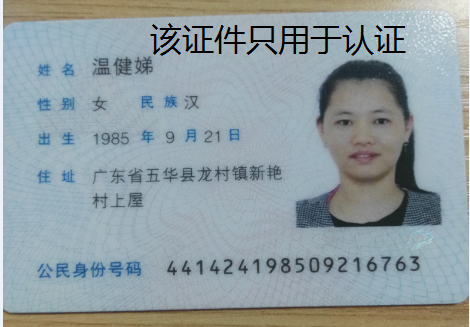 该证件只用于认证
姓名 温健娣
性别 女 民族 汉
出生 1985 年 9 月 21 日
住址 广东省五华县龙村镇新艳
村上屋
公民身份号码 441424198509216763